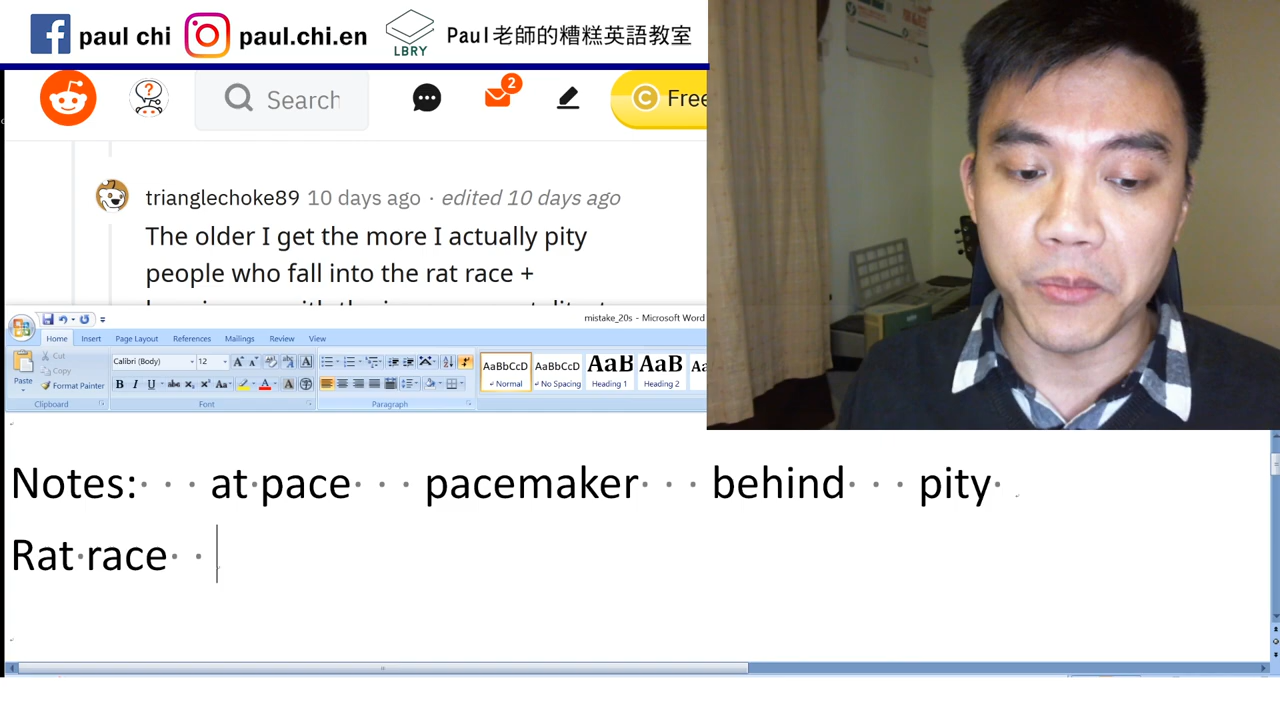 paul chi paul.chi.en LBRY Paul老師的糟糕英語教室
Search 2 Free
trianglechoke89 10 days ago · edited 10 days ago
The older I get the more I actually pity
people who fall into the rat race +
mistake_20s - Microsoft Word
Home Insert Page Layout References Mailings Review View
Paste Cut Copy Format Painter
Calibri (Body) 12
AaBbCcD AaBbCcD AaB AaBb
Normal No Spacing Heading 1 Heading 2
Clipboard Font Paragraph
Notes: at pace pacemaker behind pity
Rat race